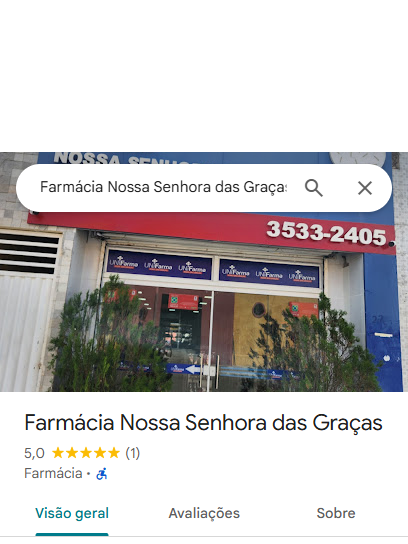 NOSSA SENHO
Farmácia Nossa Senhora das Graças
3533-2405
UNIFarma UNIFarma UNIFarma UNIFarma UNIFarma UNIFarma
Farmácia Nossa Senhora das Graças
5,0 ★★★★★ (1)
Farmácia ·
Visão geral Avaliações Sobre